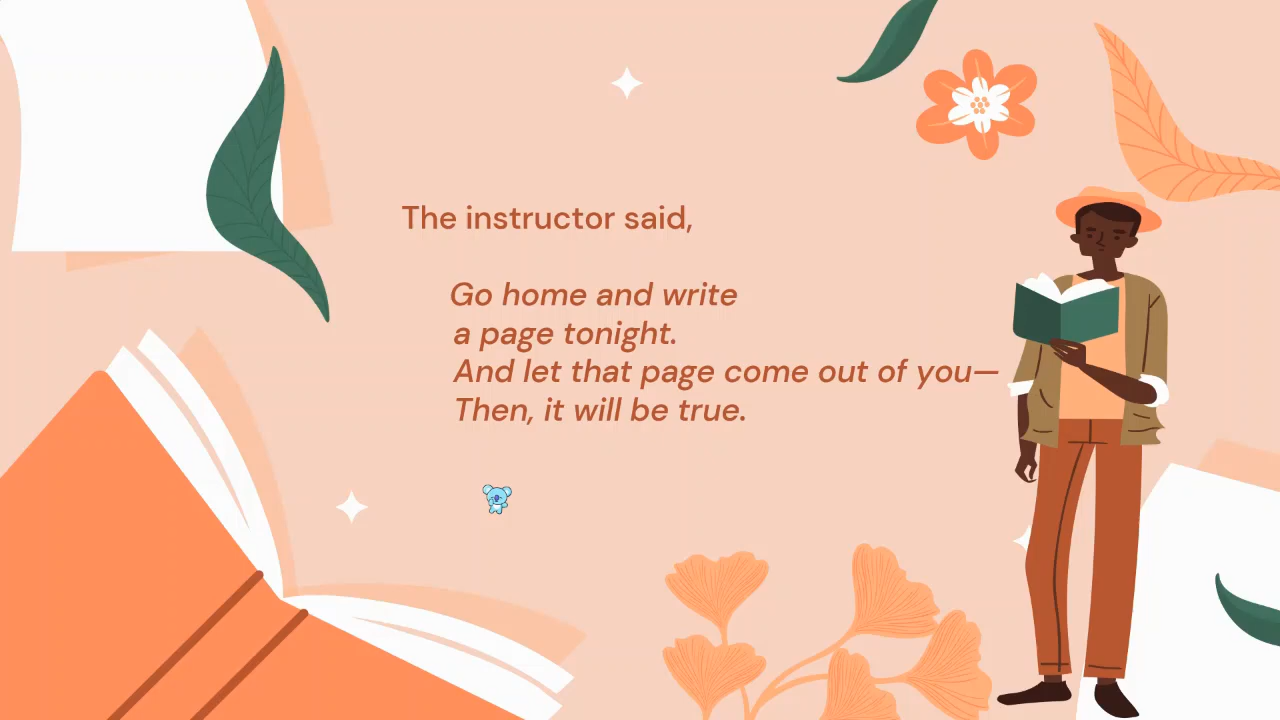 The instructor said,
Go home and write
a page tonight.
And let that page come out of you—
Then, it will be true.